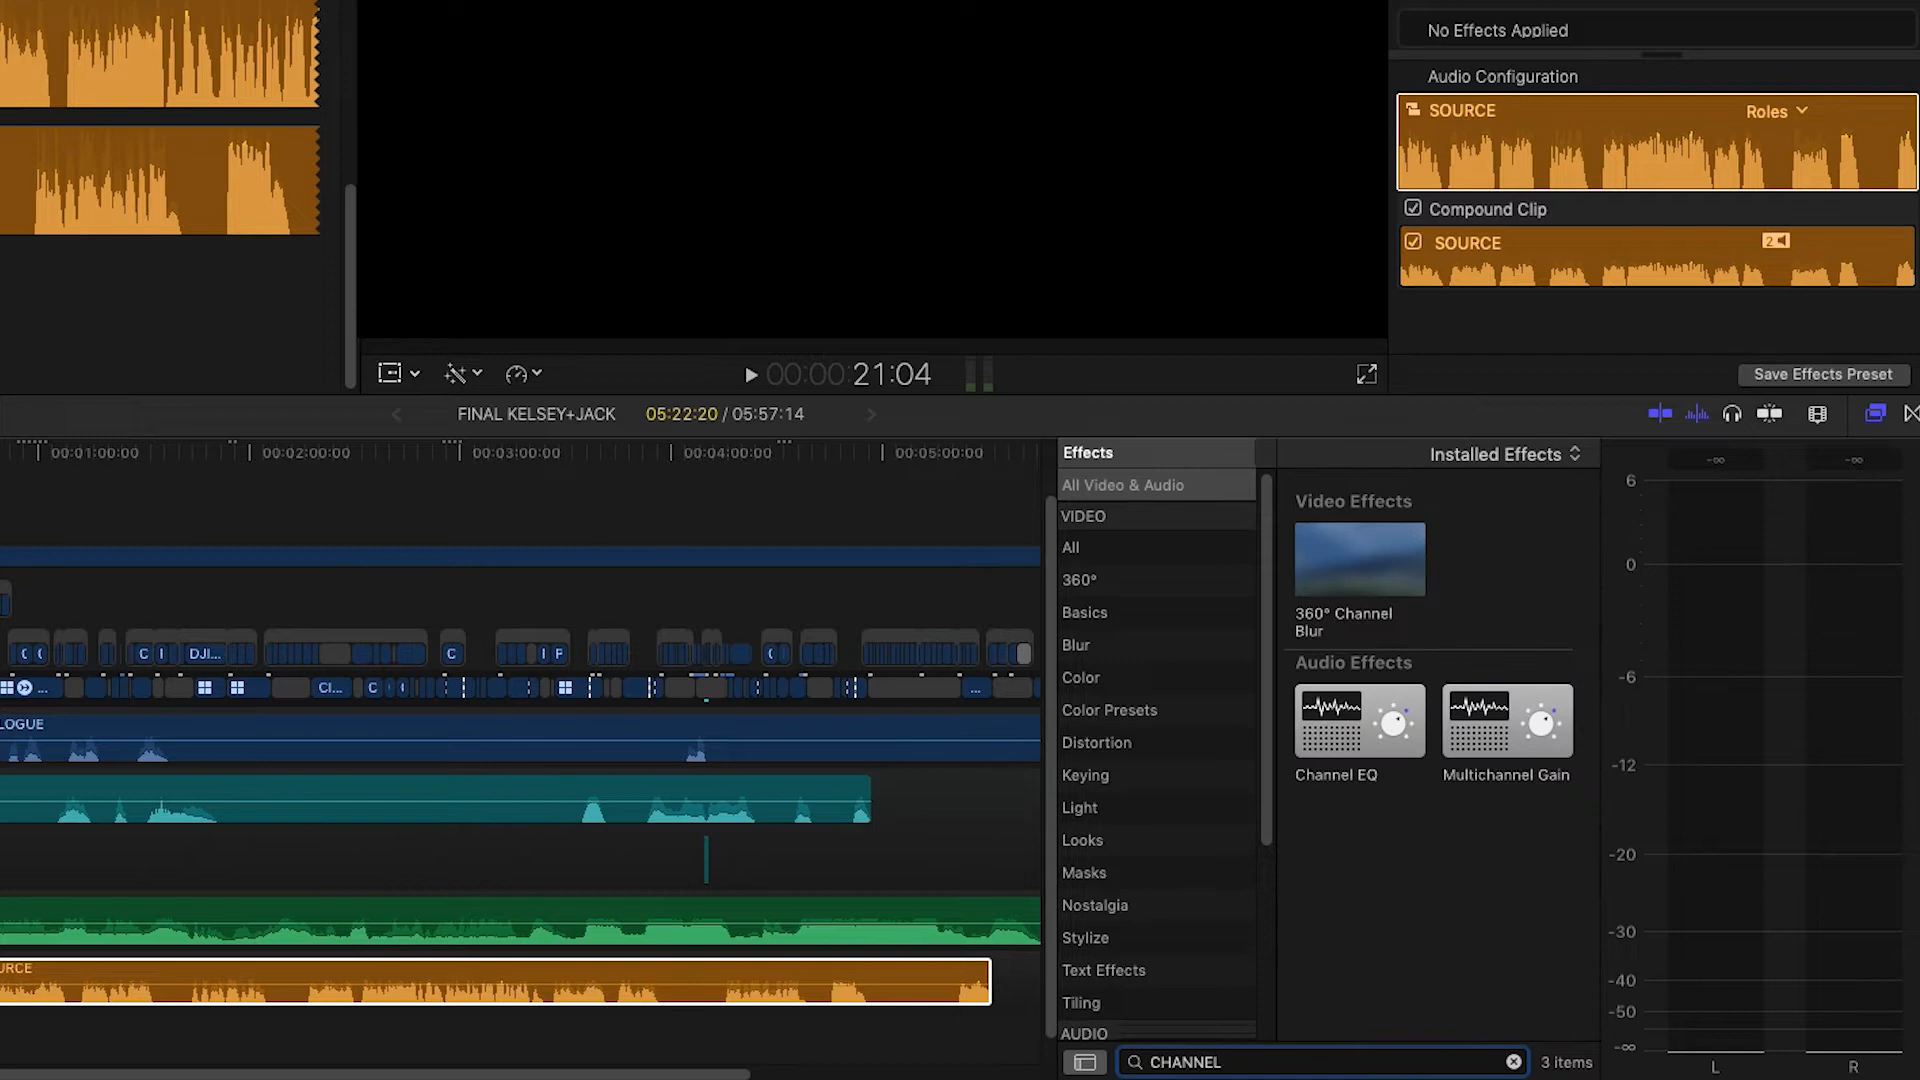 No Effects Applied
Audio Configuration
SOURCE
Roles
Compound Clip
SOURCE
2
00:00:21:04
Save Effects Preset
FINAL KELSEY+JACK
05:22:20 / 05:57:14
00:01:00:00
00:02:00:00
00:03:00:00
00:04:00:00
00:05:00:00
C
I
DJI...
C
I
P
...
CI...
C
...
LOGUE
URCE
Effects
All Video & Audio
VIDEO
All
360°
Basics
Blur
Color
Color Presets
Distortion
Keying
Light
Looks
Masks
Nostalgia
Stylize
Text Effects
Tiling
AUDIO
Installed Effects
Video Effects
360° Channel
Blur
Audio Effects
Channel EQ
Multichannel Gain
CHANNEL
3 items
-∞
-∞
6
0
-6
-12
-20
-30
-40
-50
-∞
L
R